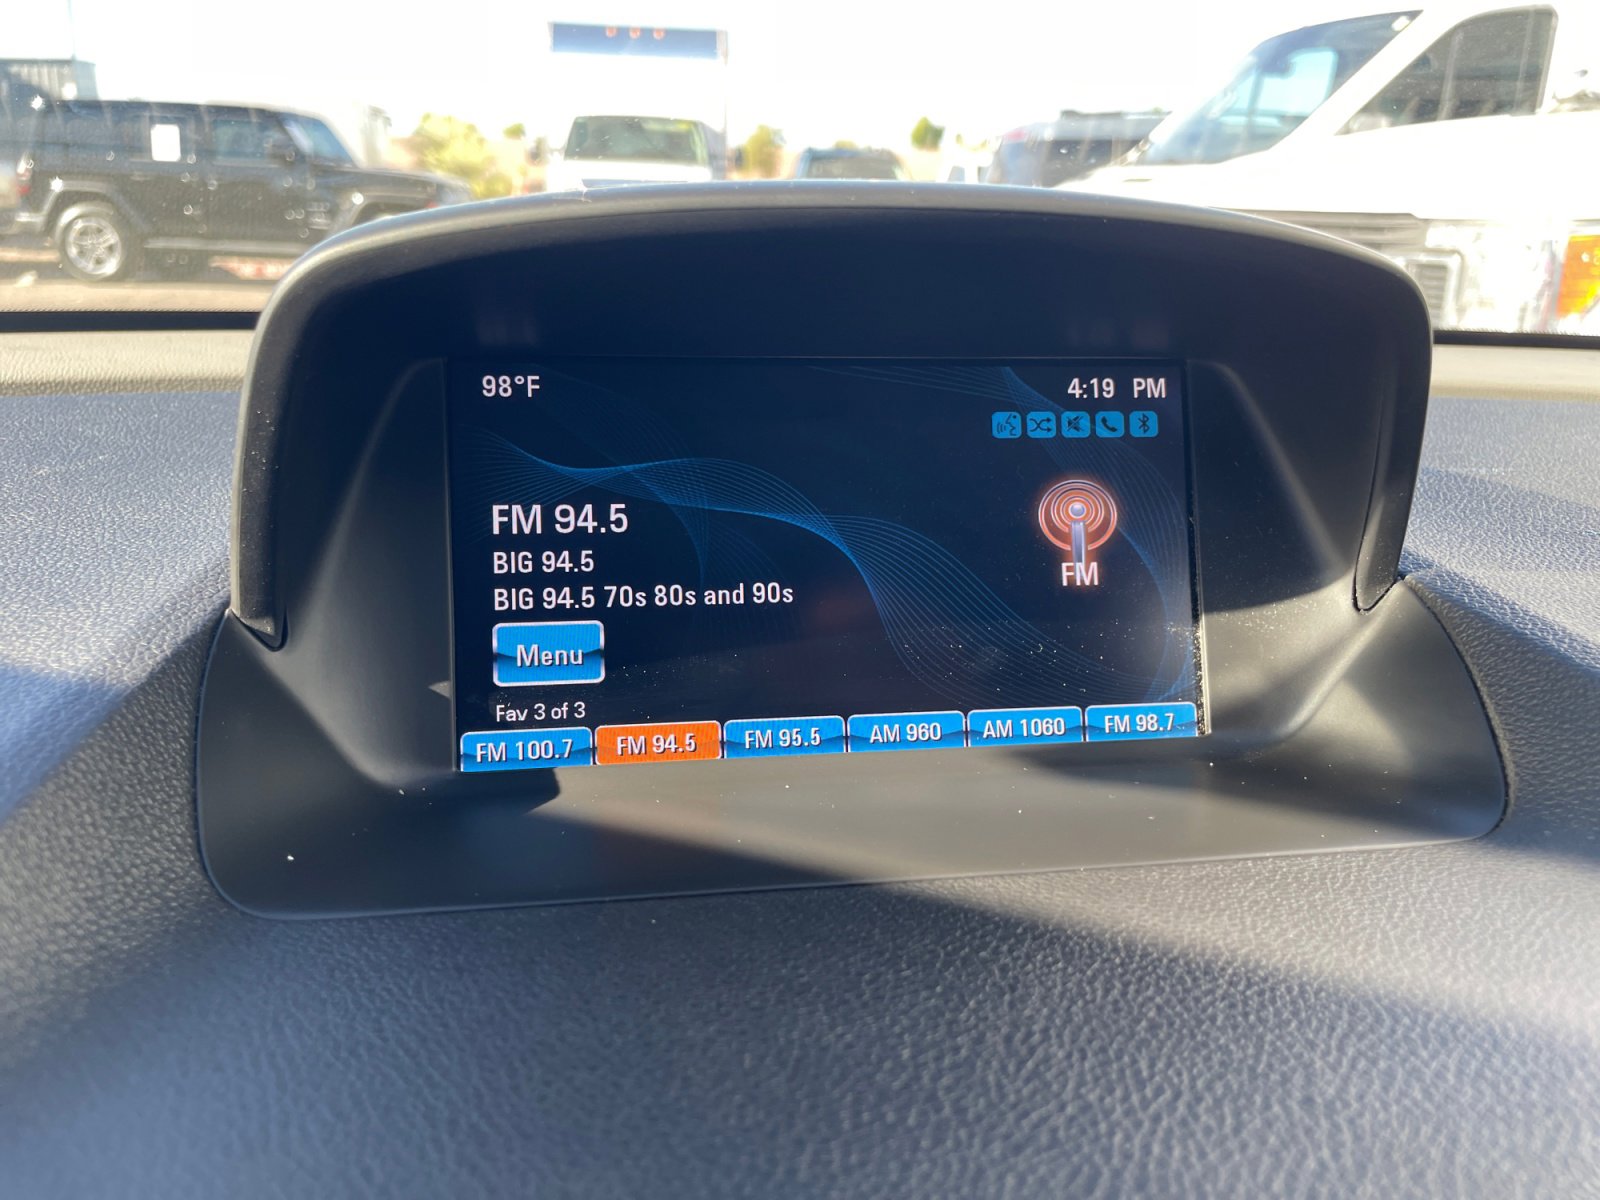 98°F
4:19 PM
FM 94.5
BIG 94.5
BIG 94.5 70s 80s and 90s
FM
Menu
Fav 3 of 3
FM 100.7
FM 94.5
FM 95.5
AM 960
AM 1060
FM 98.7